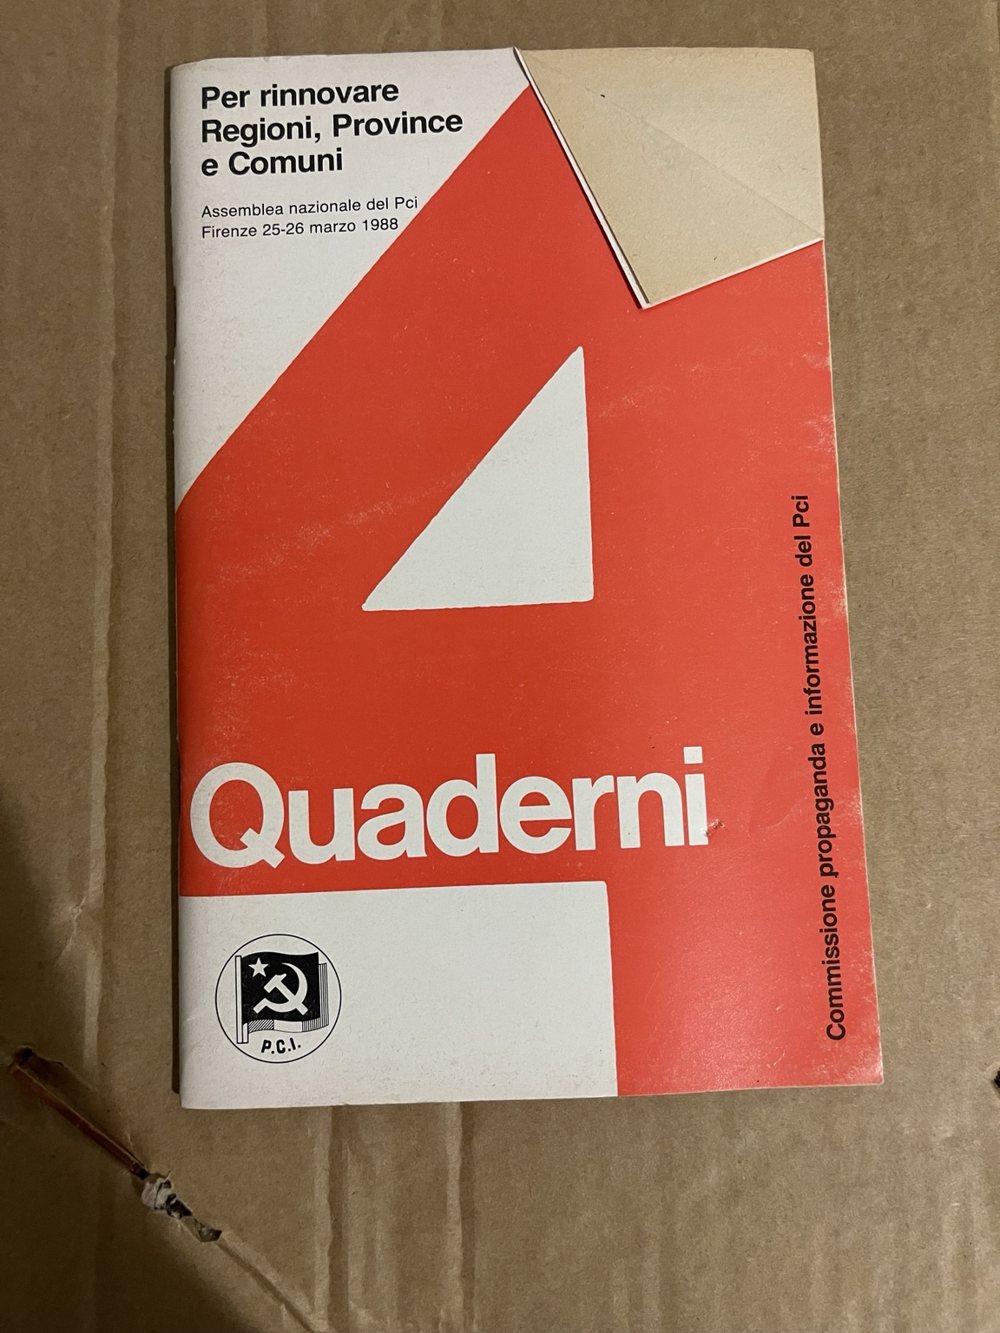 Per rinnovare
Regioni, Province
e Comuni
Assemblea nazionale del Pci
Firenze 25-26 marzo 1988
4
Quaderni
Commissione propaganda e informazione del Pci
P.C.I.